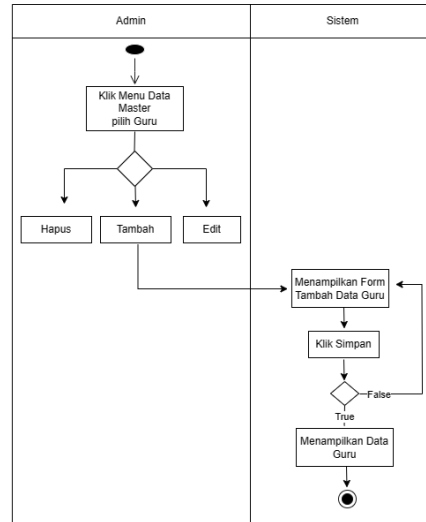 Admin
Sistem
Klik Menu Data
Master
pilih Guru
Hapus
Tambah
Edit
Menampilkan Form
Tambah Data Guru
Klik Simpan
False
True
Menampilkan Data
Guru